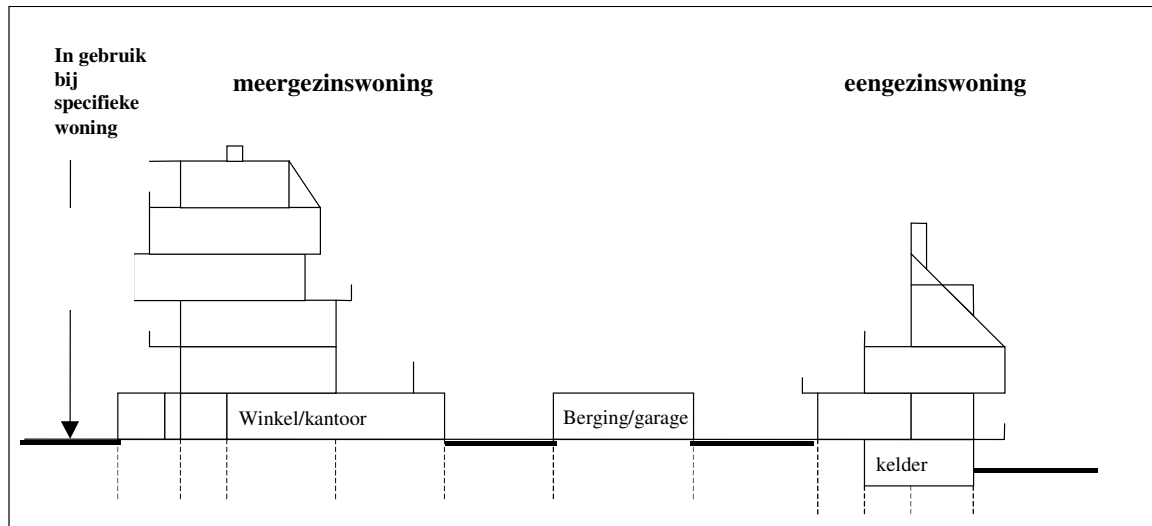 In gebruik
bij
specifieke
woning
meergezinswoning
eengezinswoning
Winkel/kantoor
Berging/garage
kelder